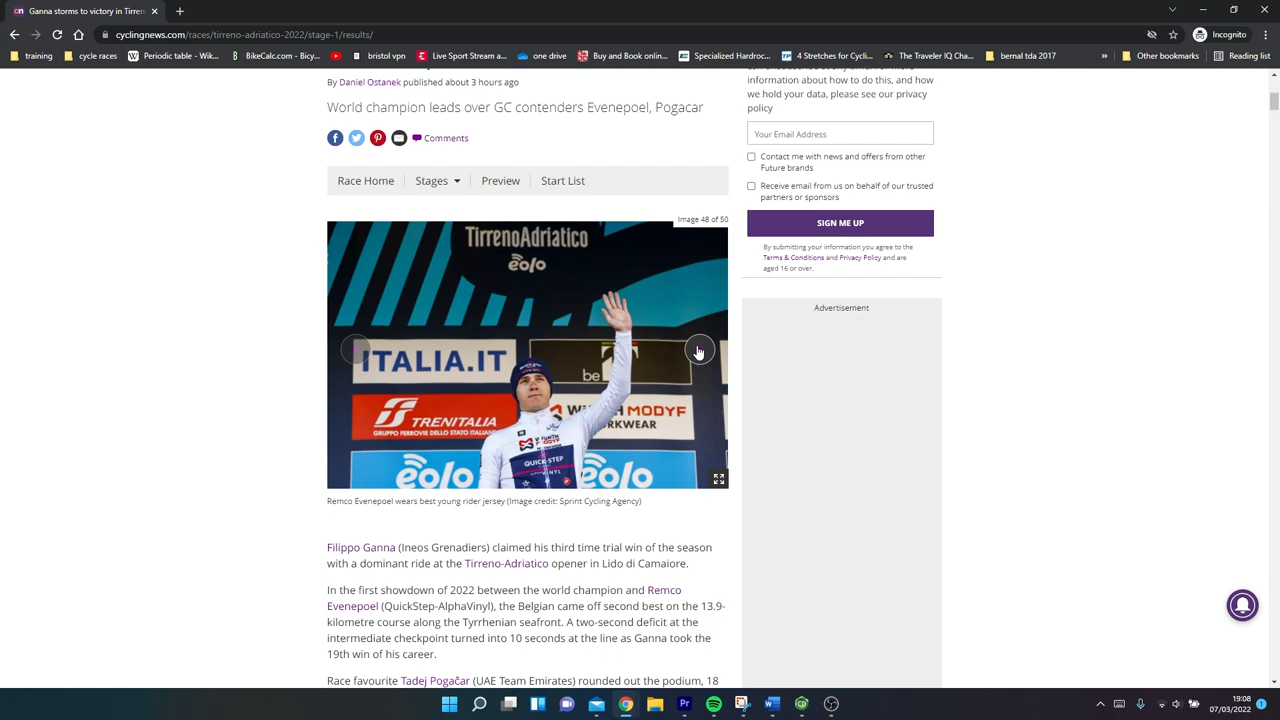 Ganna victory in Tirre
cyclingnews.com/races/tirreno-adriatico-2022/stage-1/results/
Incognito
training
cycle races
Periodic table - Wik...
BikeCalc.com - Bic...
bristol vpn
Live Sport Stream a...
one drive
Buy and Book onlin...
Specialized Hardro...
4 Stretches for Cyc...
The Traveler IQ Cha...
bernal tda 2017
»
Other bookmarks
Reading list
By Daniel Ostanek published about 3 hours ago
World champion leads over GC contenders Evenepoel, Pogacar
Comments
Race Home
Stages
Preview
Start List
Image 48 of 50
TirrenoAdriatico
eolo
ITALIA.IT
be
TRENITALIA
GRUPPO FERROVIE DELLO STATO ITALIANE
MODYF
WORKWEAR
QUICK-STEP
eolo
eolo
Remco Evenepoel wears best young rider jersey (Image credit: Sprint Cycling Agency)
Filippo Ganna (Ineos Grenadiers) claimed his third time trial win of the season
with a dominant ride at the Tirreno-Adriatico opener in Lido di Camaiore.
In the first showdown of 2022 between the world champion and Remco
Evenepoel (QuickStep-AlphaVinyl), the Belgian came off second best on the 13.9-
kilometre course along the Tyrrhenian seafront. A two-second deficit at the
intermediate checkpoint turned into 10 seconds at the line as Ganna took the
19th win of his career.
Race favourite Tadej Pogačar (UAE Team Emirates) rounded out the podium, 18
information about how to do this, and how
we hold your data, please see our privacy
policy
Your Email Address
Contact me with news and offers from other
Future brands
Receive email from us on behalf of our trusted
partners or sponsors
SIGN ME UP
By submitting your information you agree to the
Terms & Conditions and Privacy Policy and are
aged 16 or over.
Advertisement
19:08
07/03/2022